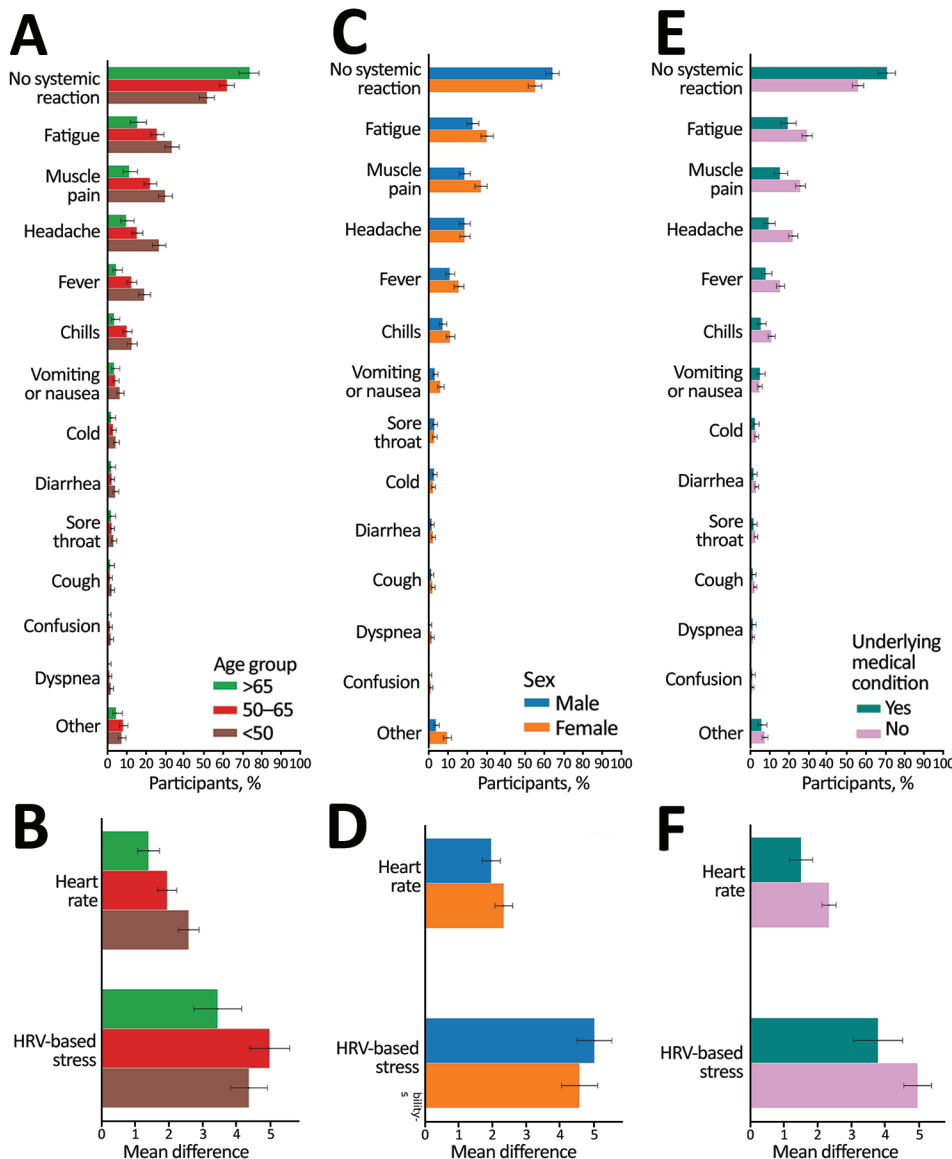 A
No systemic
reaction
Fatigue
Muscle
pain
Headache
Fever
Chills
Vomiting
or nausea
Cold
Diarrhea
Sore
throat
Cough
Confusion
Dyspnea
Other
Age group
>65
50–65
<50
0 10 20 30 40 50 60 70 80 90 100
Participants, %
C
No systemic
reaction
Fatigue
Muscle
pain
Headache
Fever
Chills
Vomiting
or nausea
Sore
throat
Cold
Diarrhea
Cough
Dyspnea
Confusion
Other
Sex
Male
Female
0 10 20 30 40 50 60 70 80 90 100
Participants, %
E
No systemic
reaction
Fatigue
Muscle
pain
Headache
Fever
Chills
Vomiting
or nausea
Cold
Diarrhea
Sore
throat
Cough
Dyspnea
Confusion
Other
Underlying
medical
condition
Yes
No
0 10 20 30 40 50 60 70 80 90 100
Participants, %
B
Heart
rate
HRV-based
stress
0 1 2 3 4 5
Mean difference
D
Heart
rate
HRV-based
stress
bility-
s
0 1 2 3 4 5
Mean difference
F
Heart
rate
HRV-based
stress
0 1 2 3 4 5
Mean difference